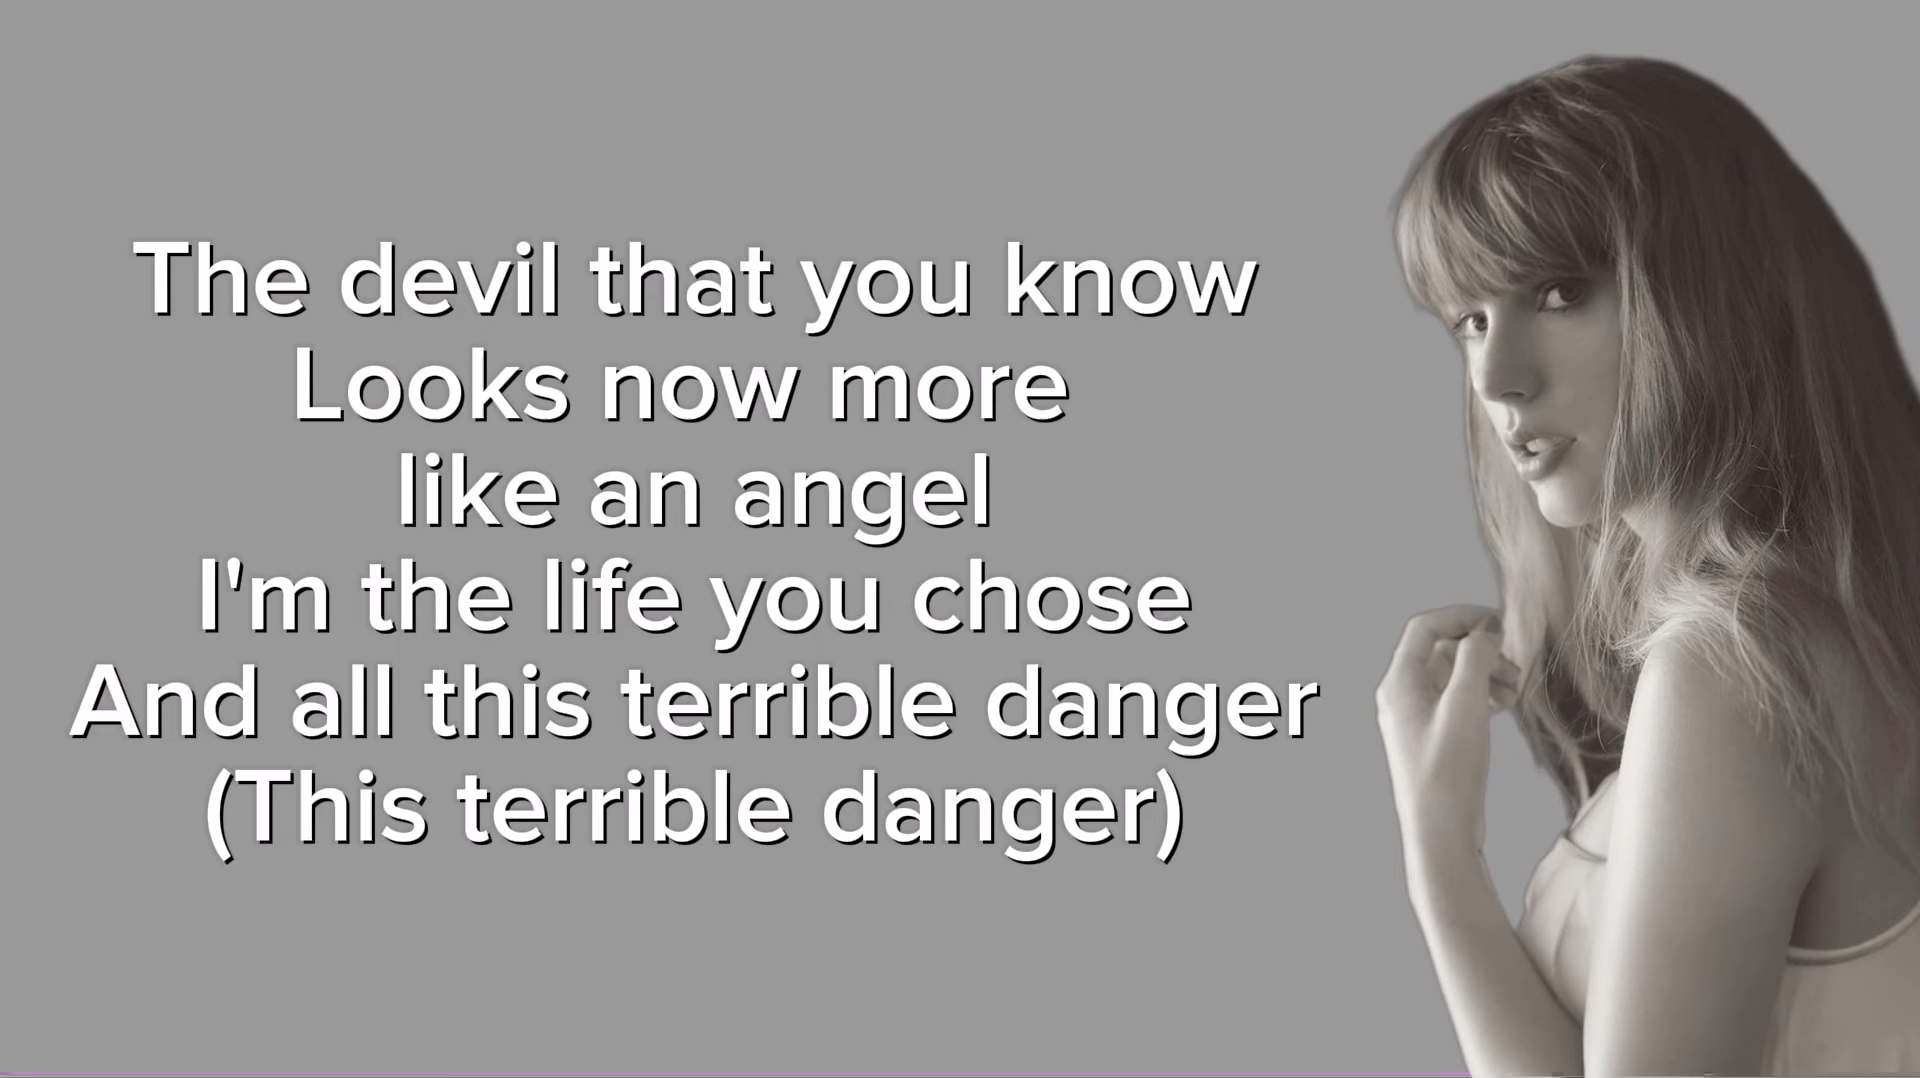 The devil that you know
Looks now more
like an angel
I'm the life you chose
And all this terrible danger
(This terrible danger)